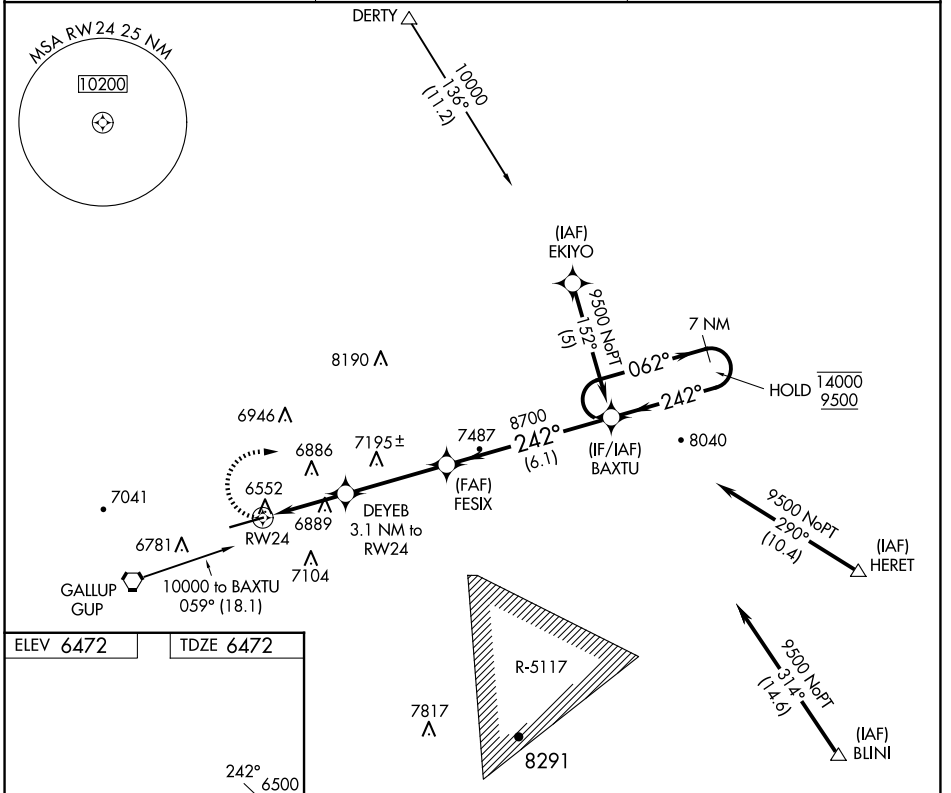 MSA RW24 25 NM
10200
DERTY
10000
136°
(11.2)
(IAF)
EKIYO
9500 NoPT
152°
(5)
7 NM
062°
242°
HOLD
14000
9500
8190
6946
6886
7195±
7487
8700
242°
(6.1)
(IF/IAF)
BAXTU
8040
(FAF)
FESIX
DEYEB
3.1 NM to
RW24
6552
RW24
6889
7041
6781
7104
GALLUP
GUP
10000 to BAXTU
059° (18.1)
9500 NoPT
290°
(10.4)
(IAF)
HERET
9500 NoPT
314°
(14.6)
(IAF)
BLINI
R-5117
7817
8291
ELEV 6472
TDZE 6472
242°
6500